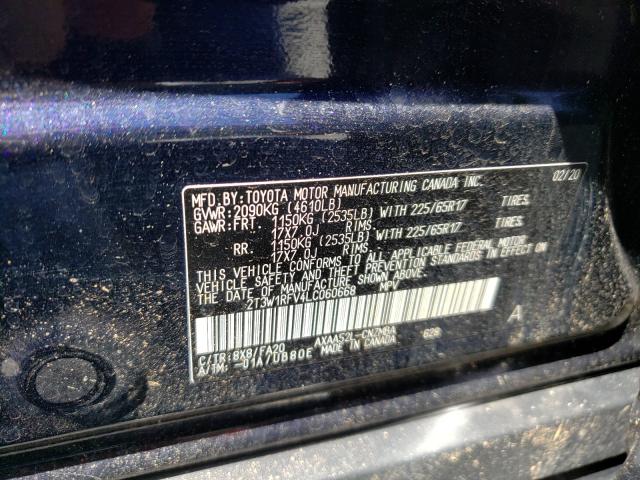 MFD.BY:TOYOTA MOTOR MANUFACTURING CANADA INC. 02/20
GVWR:2090KG (4610LB)
GAWR:FRT 1150KG (2535LB) WITH 225/65R17 TIRES.
17X7.0J RIMS
RR. 1150KG (2535LB) WITH 225/65R17 TIRES.
17X7.0J RIMS
THIS VEHICLE CONFORMS TO ALL APPLICABLE FEDERAL MOTOR
VEHICLE SAFETY AND THEFT PREVENTION STANDARDS IN EFFECT ON
THE DATE OF MANUFACTURE SHOWN ABOVE.
2T3W1RFV4LC060668 MPV
A
C/TR:8X8/FA20 AXAA52L-CNZMBA 628
A/TM:-01A/UB80E MADE IN CANADA